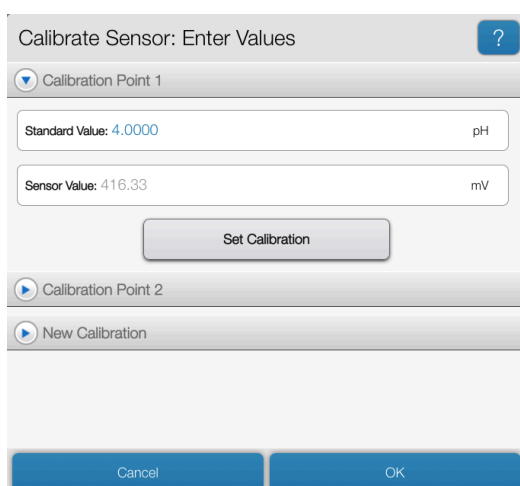 Calibrate Sensor: Enter Values ?
Calibration Point 1
Standard Value: 4.0000 pH
Sensor Value: 416.33 mV
Set Calibration
Calibration Point 2
New Calibration
Cancel OK